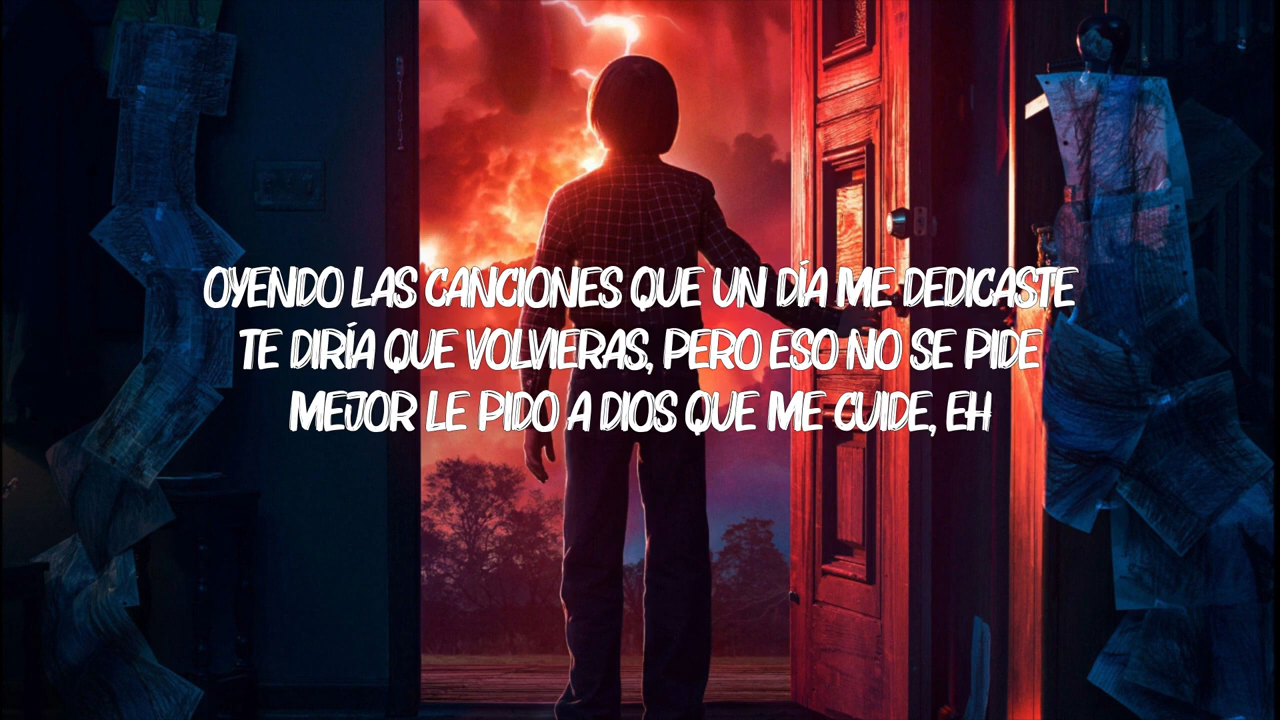 OYENDO LAS CANCIONES QUE UN DÍA ME DEDICASTE
TE DIRÍA QUE VOLVIERAS, PERO ESO NO SE PIDE
MEJOR LE PIDO A DIOS QUE ME CUIDE, EH